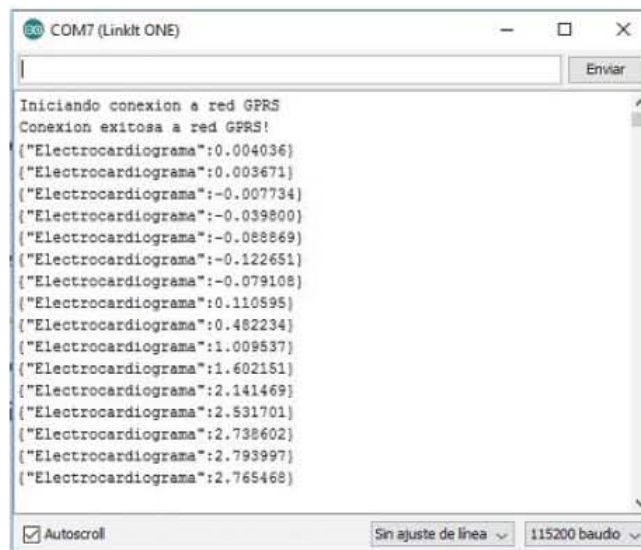 COM7 (LinkIt ONE)
Enviar
Iniciando conexion a red GPRS
Conexion exitosa a red GPRS!
{"Electrocardiograma":0.004036}
{"Electrocardiograma":0.003671}
{"Electrocardiograma":-0.007734}
{"Electrocardiograma":-0.039800}
{"Electrocardiograma":-0.088869}
{"Electrocardiograma":-0.122651}
{"Electrocardiograma":-0.079108}
{"Electrocardiograma":0.110595}
{"Electrocardiograma":0.482234}
{"Electrocardiograma":1.009537}
{"Electrocardiograma":1.602151}
{"Electrocardiograma":2.141469}
{"Electrocardiograma":2.531701}
{"Electrocardiograma":2.738602}
{"Electrocardiograma":2.793997}
{"Electrocardiograma":2.765468}
Autoscroll Sin ajuste de línea 115200 baudio